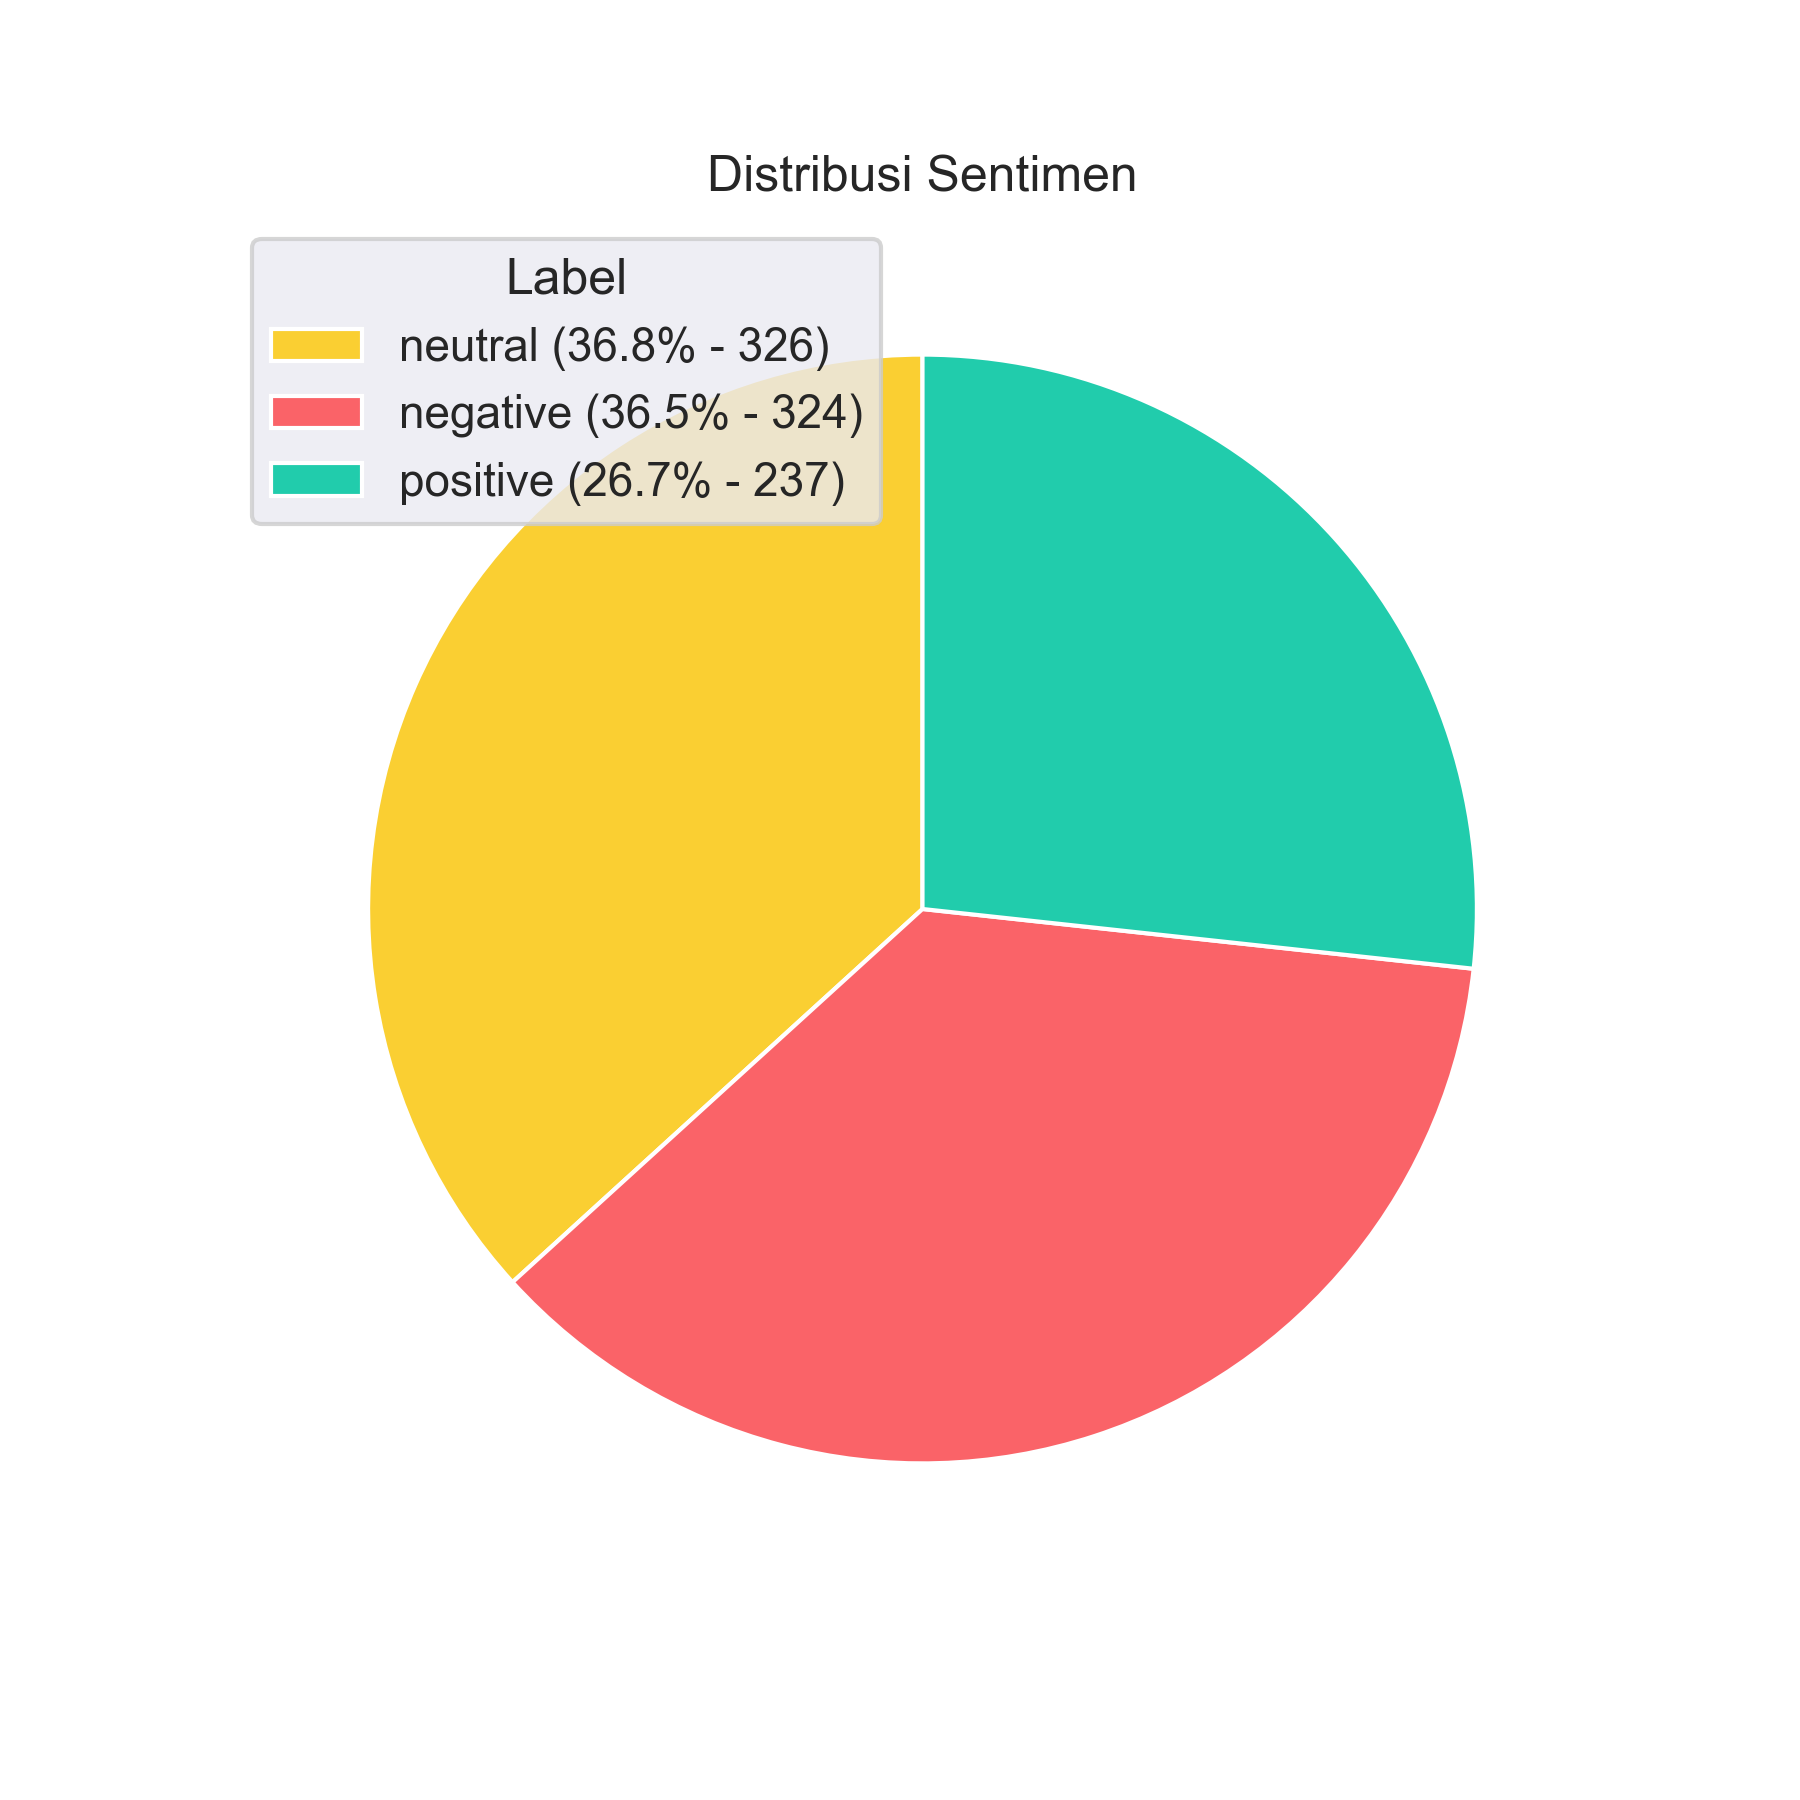 Distribusi Sentimen
Label
neutral (36.8% - 326)
negative (36.5% - 324)
positive (26.7% - 237)